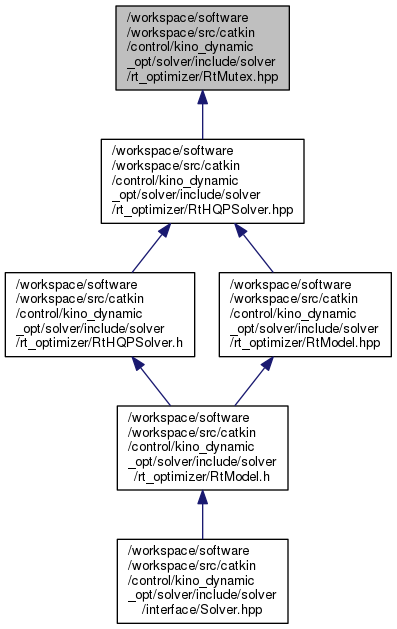 /workspace/software
/workspace/src/catkin
/control/kino_dynamic
_opt/solver/include/solver
/rt_optimizer/RtMutex.hpp
/workspace/software
/workspace/src/catkin
/control/kino_dynamic
_opt/solver/include/solver
/rt_optimizer/RtHQPSolver.hpp
/workspace/software
/workspace/src/catkin
/control/kino_dynamic
_opt/solver/include/solver
/rt_optimizer/RtHQPSolver.h
/workspace/software
/workspace/src/catkin
/control/kino_dynamic
_opt/solver/include/solver
/rt_optimizer/RtModel.hpp
/workspace/software
/workspace/src/catkin
/control/kino_dynamic
_opt/solver/include/solver
/rt_optimizer/RtModel.h
/workspace/software
/workspace/src/catkin
/control/kino_dynamic
_opt/solver/include/solver
/interface/Solver.hpp